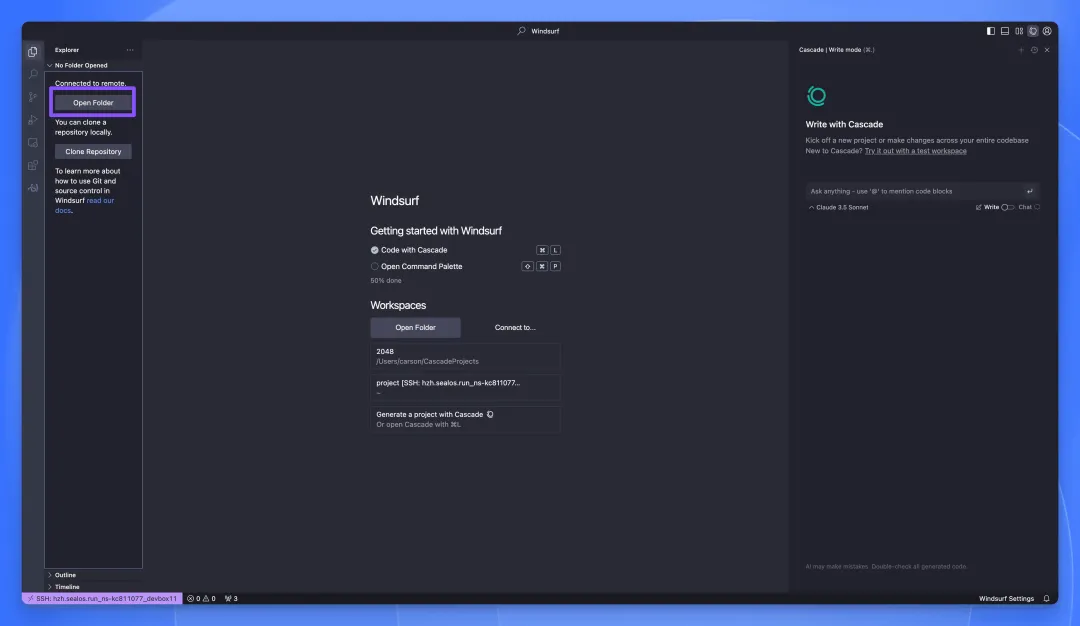 Windsurf
Explorer
No Folder Opened
Connected to remote.
Open Folder
You can clone a
repository locally.
Clone Repository
To learn more about
how to use Git and
source control in
Windsurf read our
docs.
Outline
Timeline
Windsurf
Getting started with Windsurf
Code with Cascade ⌘ L
Open Command Palette ⇧ ⌘ P
50% done
Workspaces
Open Folder Connect to...
2048
/Users/carson/CascadeProjects
project [SSH: hzh.sealos.run_ns-kc811077...
~
Generate a project with Cascade
Or open Cascade with ⌘L
Cascade | Write mode (⌘.)
Write with Cascade
Kick off a new project or make changes across your entire codebase
New to Cascade? Try it out with a test workspace
Ask anything - use '@' to mention code blocks
Claude 3.5 Sonnet Write Chat
AI may make mistakes. Double-check all generated code.
SSH: hzh.sealos.run_ns-kc811077_devbox11 0 0 3 Windsurf Settings